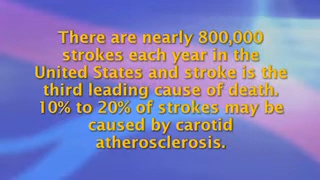 There are nearly 800,000
strokes each year in the
United States and stroke is the
third leading cause of death.
10% to 20% of strokes may be
caused by carotid
atherosclerosis.